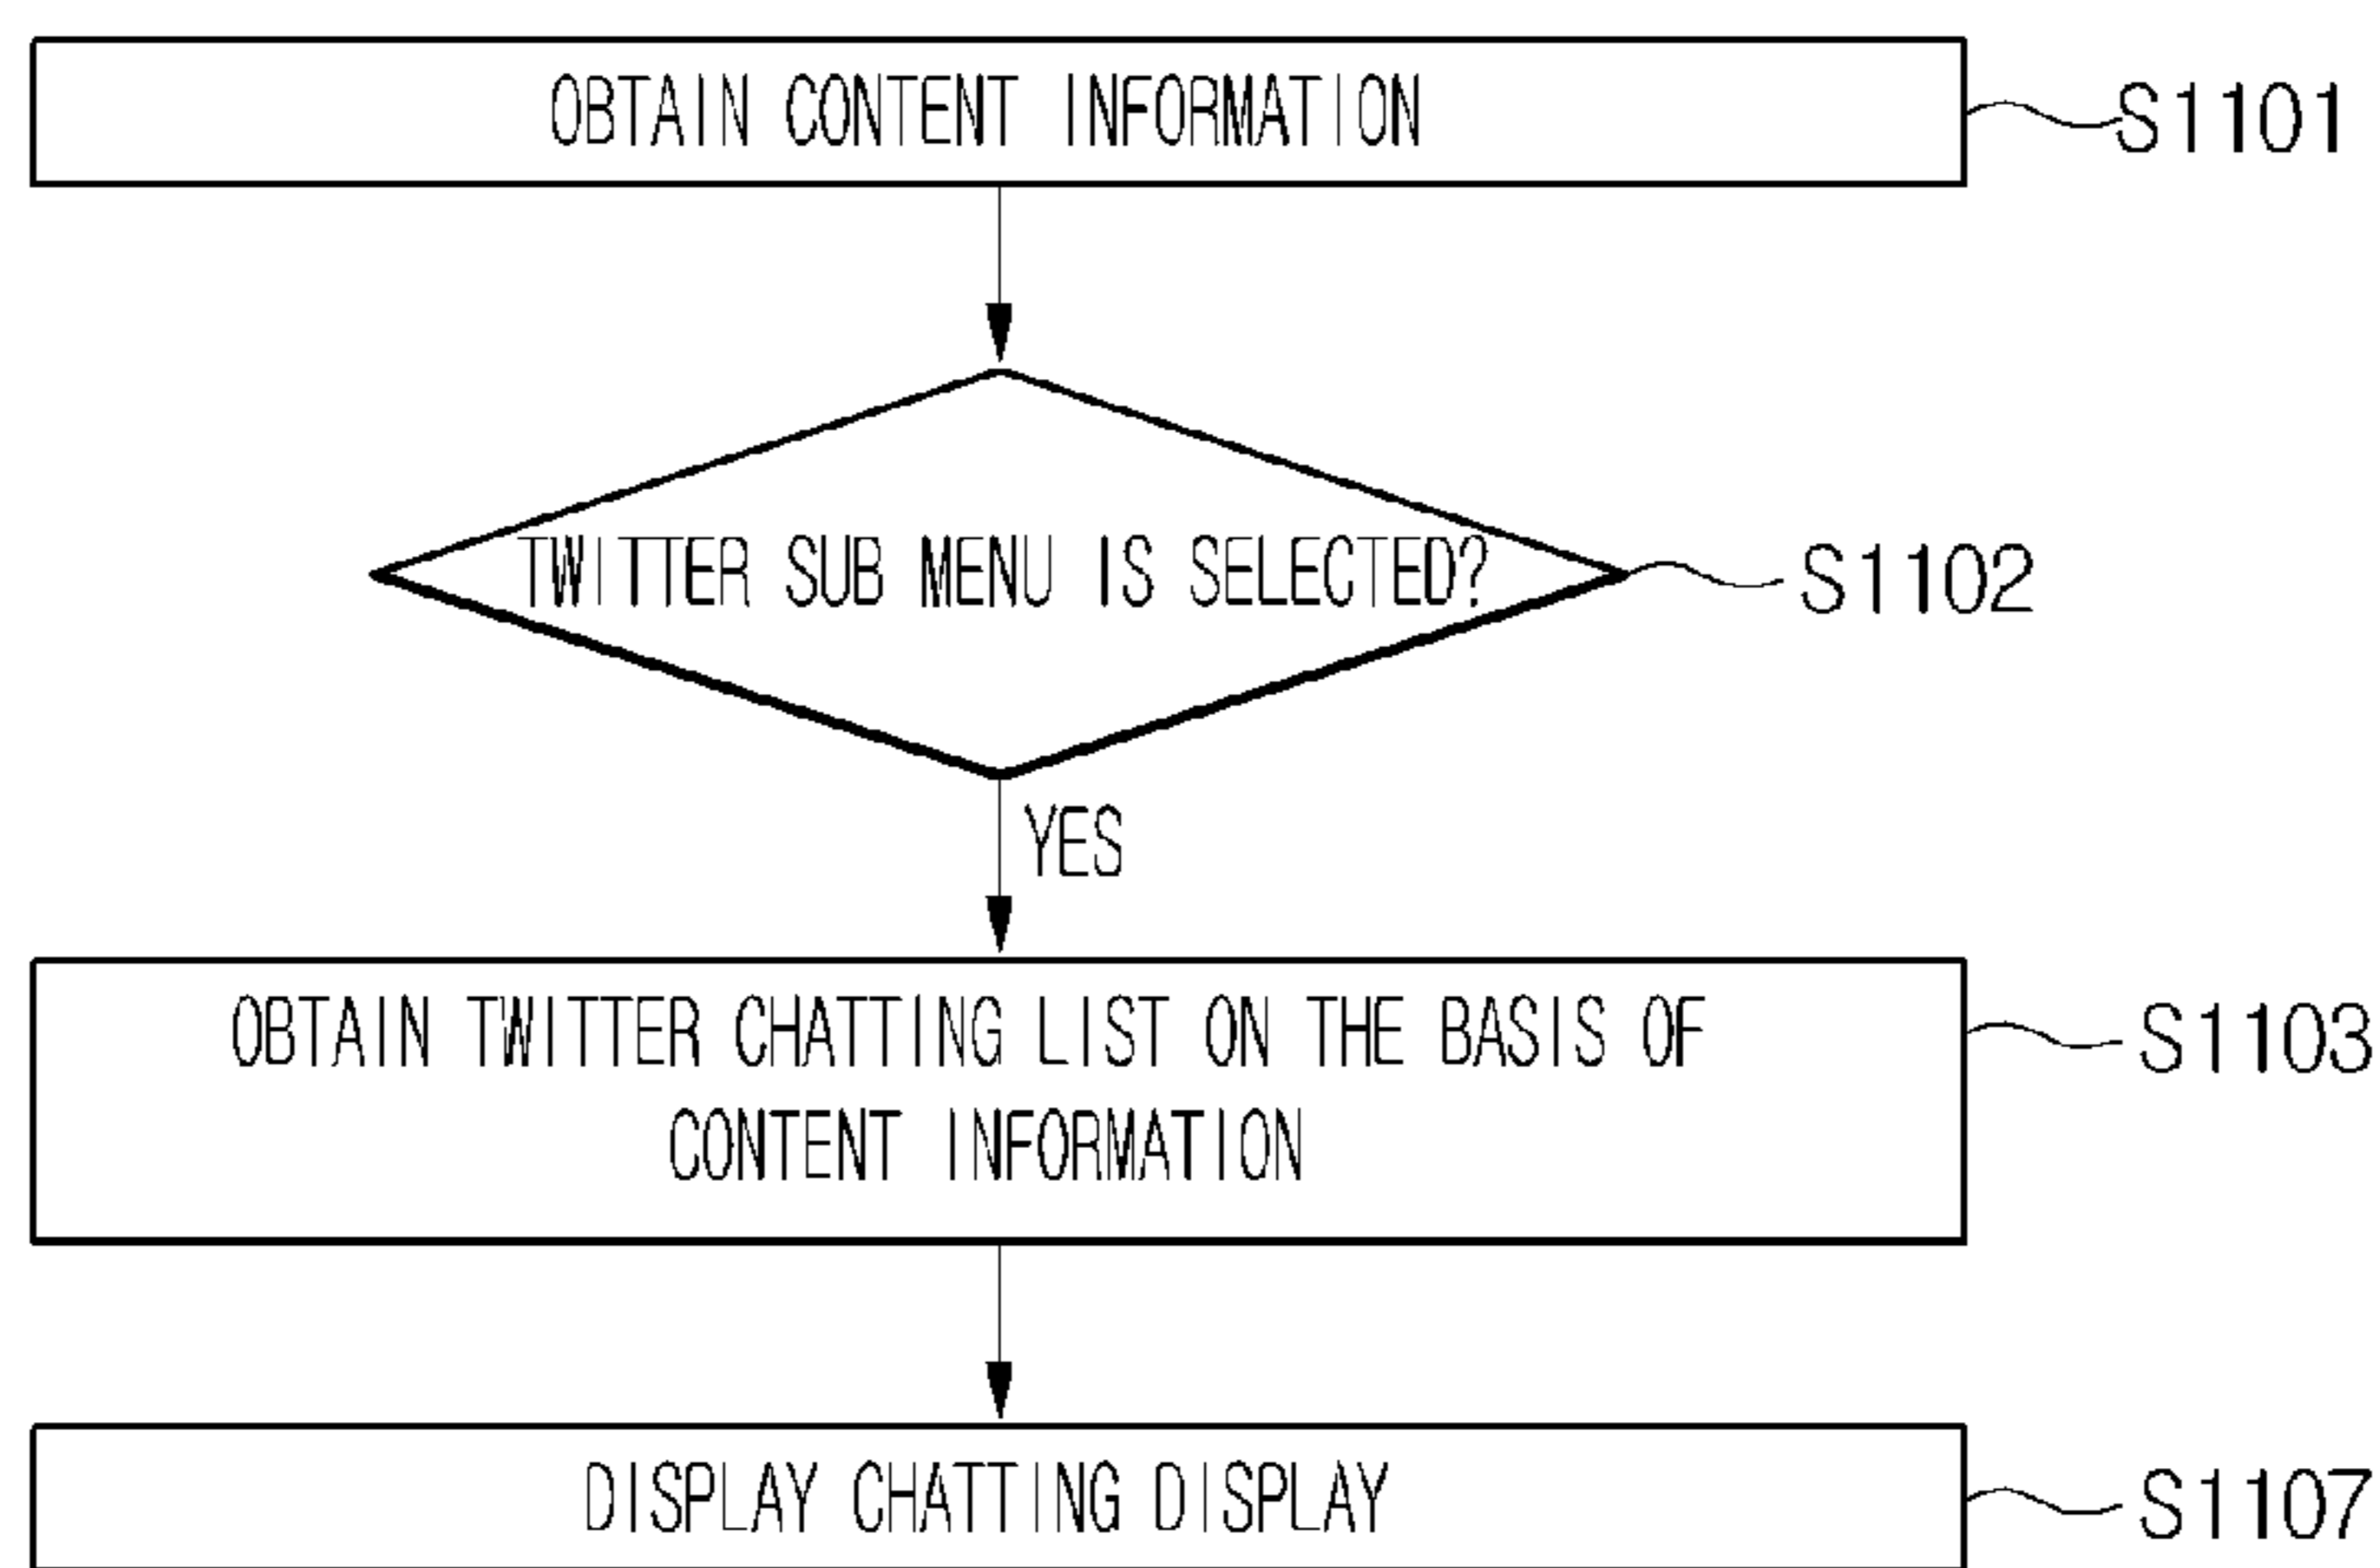 OBTAIN CONTENT INFORMATION
S1101
TWITTER SUB MENU IS SELECTED?
S1102
YES
OBTAIN TWITTER CHATTING LIST ON THE BASIS OF
CONTENT INFORMATION
S1103
DISPLAY CHATTING DISPLAY
S1107